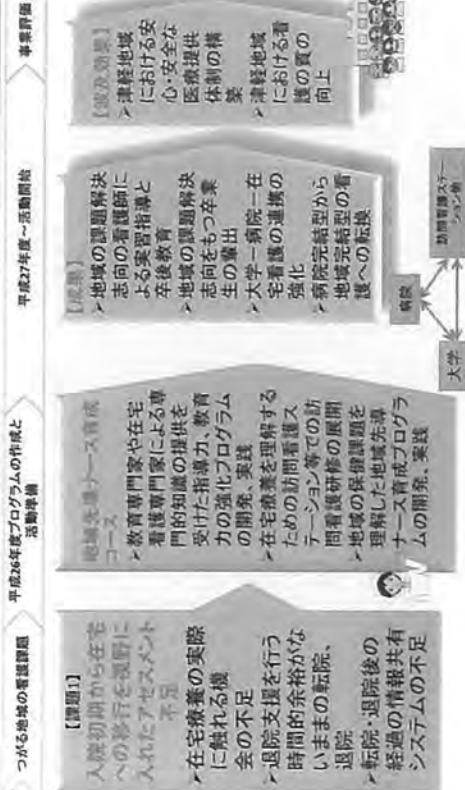 つがる地域の看護課題
平成26年度プログラムの作成と
活動準備
平成27年度～活動開始
事業評価
【課題1】
入院初期から在宅
への移行を視野に
入れたアセスメント
不足
➢在宅療養の実際
に触れる機
会の不足
➢退院支援を行う
時間的余裕がな
いままの転院、
退院
➢転院・退院後の
経過の情報共有
システムの不足
地域先導ナース育成
コース
➢教育専門家や在宅
看護専門家による専
門的知識の提供を
受けた指導力、教育
力の強化プログラム
の開発、実践
➢在宅療養を理解する
ための訪問看護ス
テーション等での訪
問看護研修の展開
➢地域の保健課題を
理解した地域先導
ナース育成プログラ
ムの開発、実践
【成果】
➢地域の課題解決
志向の看護師に
よる実習指導と
卒後教育
➢地域の課題解決
志向をもつ卒業
生の輩出
➢大学－病院－在
宅看護の連携の
強化
➢病院完結型から
地域完結型の看
護への転換
大学
病院
訪問看護ステー
ション等
【波及効果】
➢津軽地域
における安
心・安全な
医療提供
体制の構
築
➢津軽地域
における看
護の質の
向上